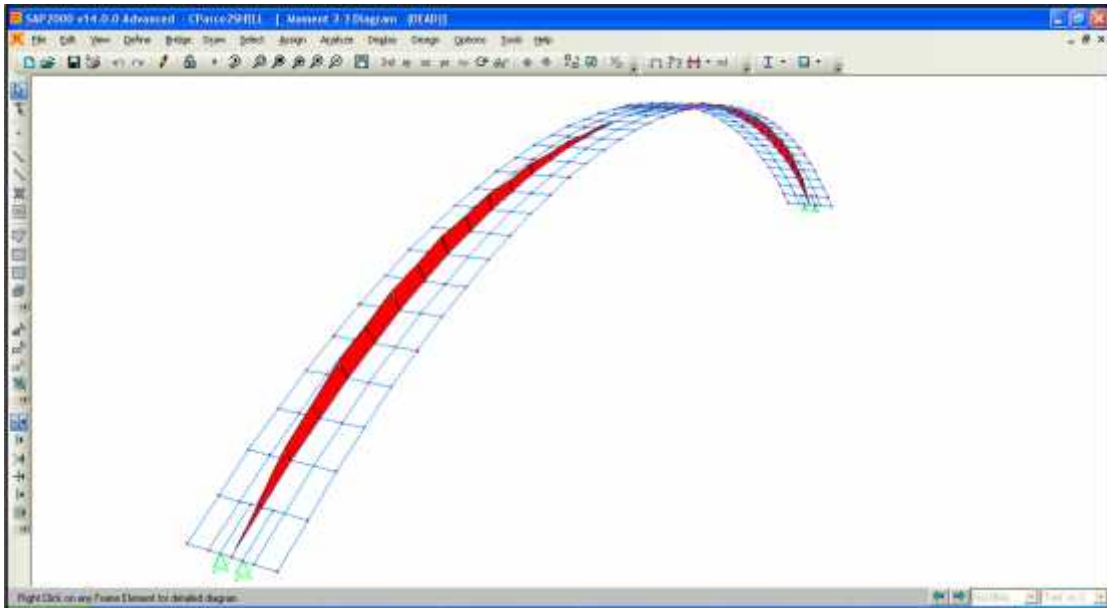 SAP2000 v14.0.0 Advanced - CParco29HILL - [ Moment 3-3 Diagram (DEAD)]
File Edit View Define Bridge Draw Select Assign Analyze Display Design Options Tools Help
Right Click on any Frame Element for detailed diagram